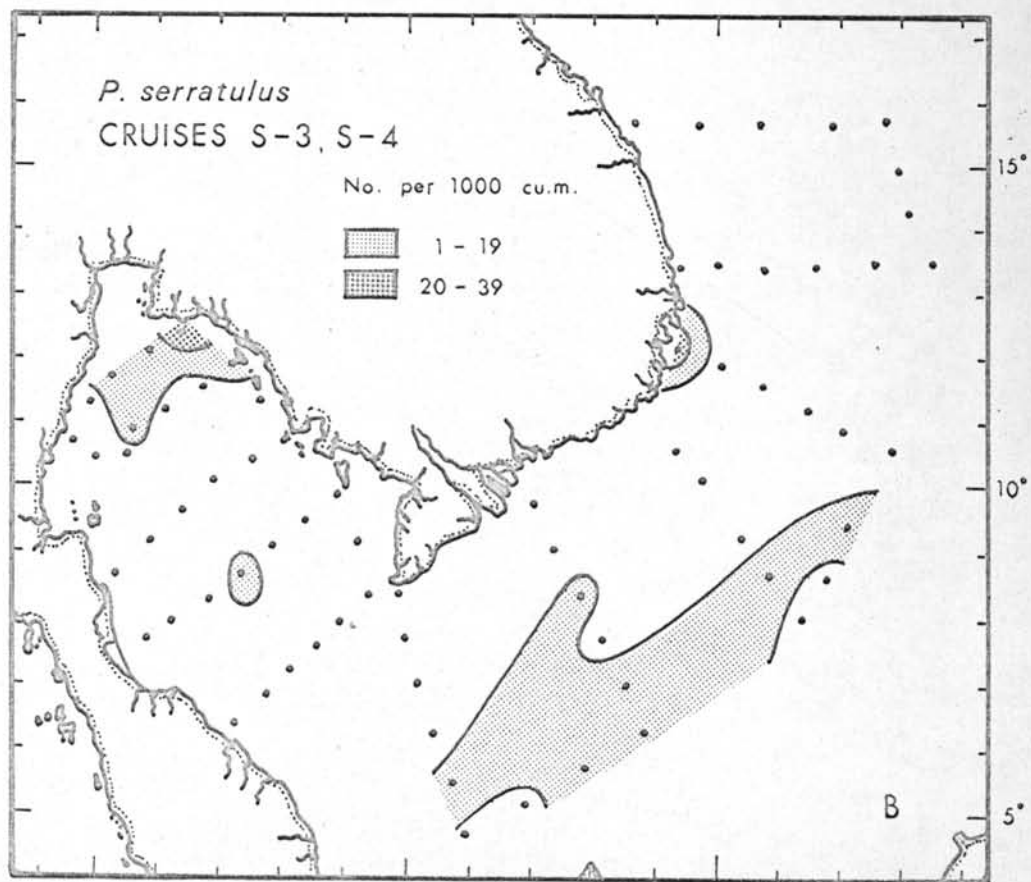 P. serratulus
CRUISES S-3, S-4
No. per 1000 cu.m.
1 - 19
20 - 39
15°
10°
5°
B